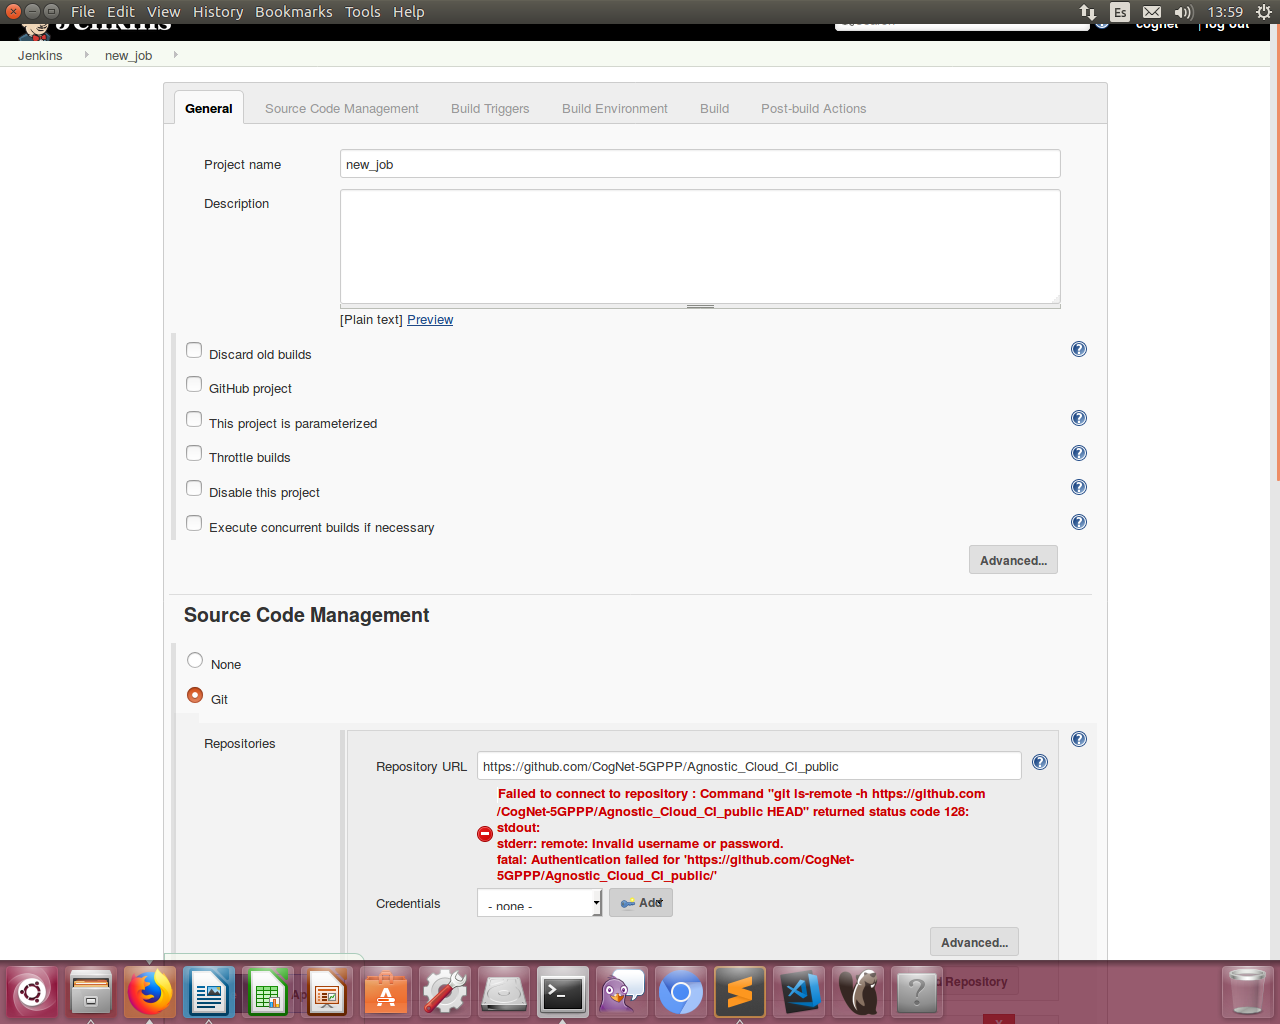 File Edit View History Bookmarks Tools Help
Es
13:59
Jenkins
cognet | log out
Jenkins
new_job
General
Source Code Management
Build Triggers
Build Environment
Build
Post-build Actions
Project name
new_job
Description
[Plain text] Preview
Discard old builds
GitHub project
This project is parameterized
Throttle builds
Disable this project
Execute concurrent builds if necessary
Advanced...
Source Code Management
None
Git
Repositories
Repository URL
https://github.com/CogNet-5GPPP/Agnostic_Cloud_CI_public
Failed to connect to repository : Command "git ls-remote -h https://github.com
/CogNet-5GPPP/Agnostic_Cloud_CI_public HEAD" returned status code 128:
stdout:
stderr: remote: Invalid username or password.
fatal: Authentication failed for 'https://github.com/CogNet-
5GPPP/Agnostic_Cloud_CI_public/'
Credentials
- none -
Add
Advanced...
Repository